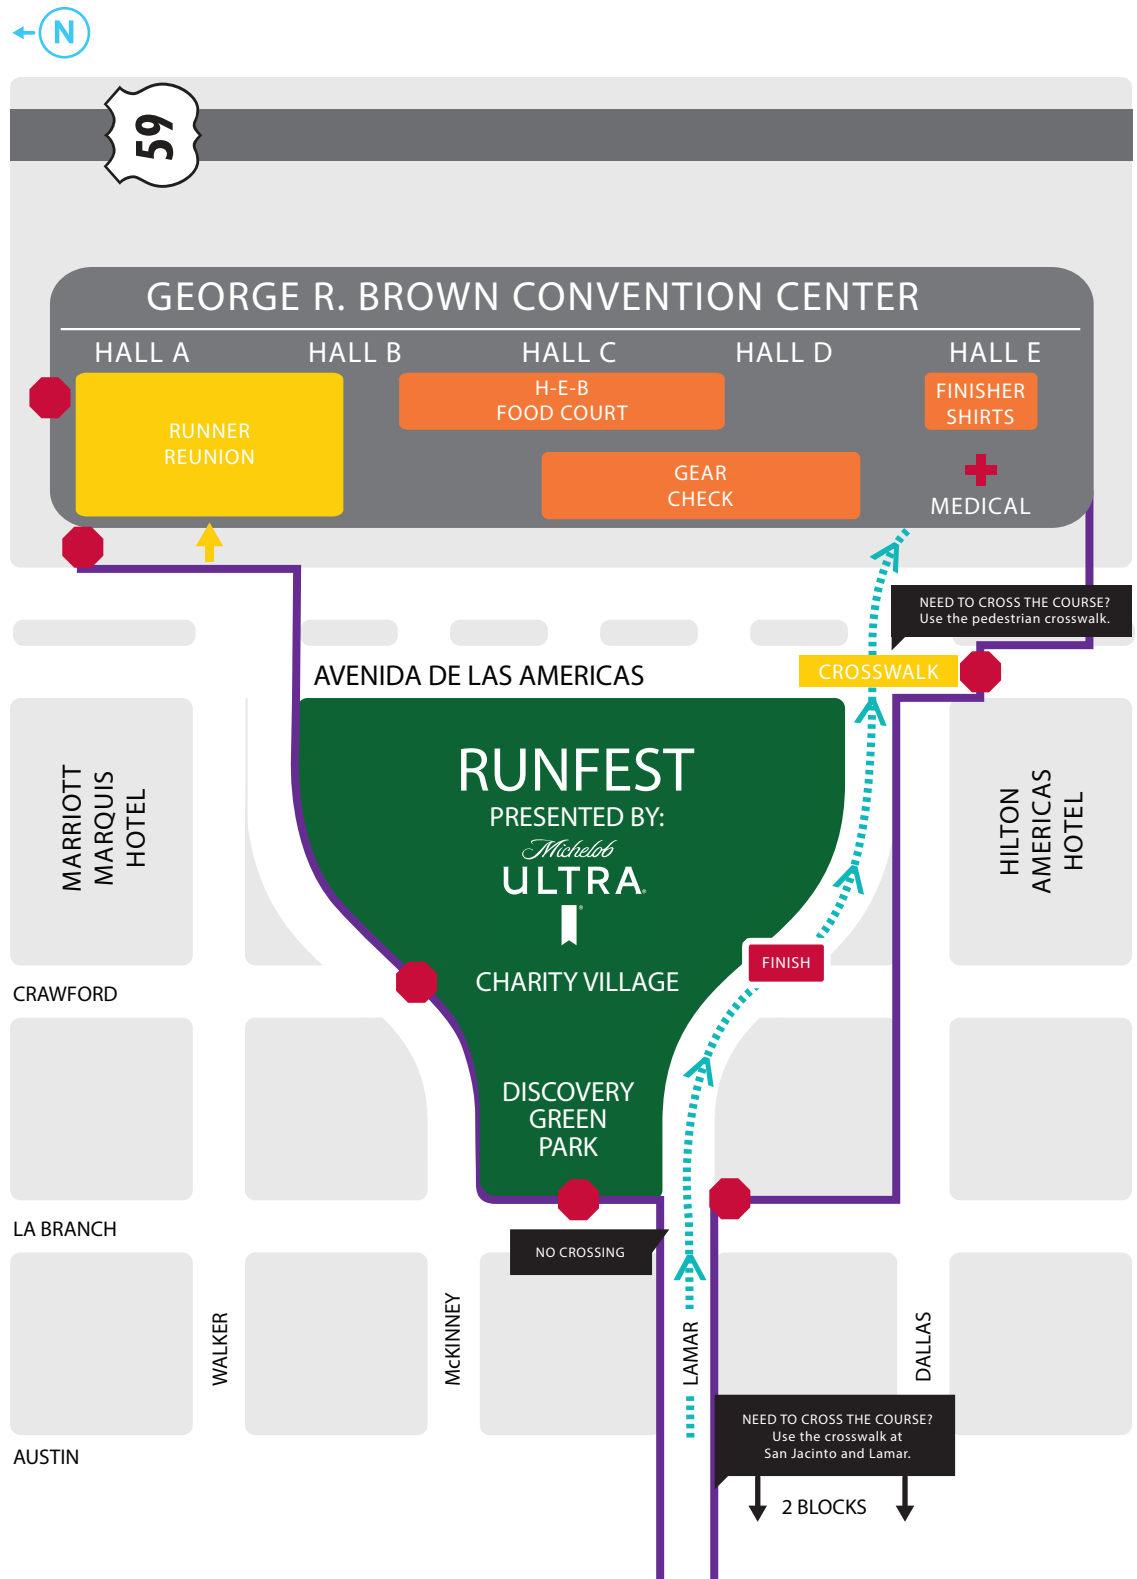 N
59
GEORGE R. BROWN CONVENTION CENTER
HALL A
HALL B
HALL C
HALL D
HALL E
RUNNER
REUNION
H-E-B
FOOD COURT
GEAR
CHECK
FINISHER
SHIRTS
MEDICAL
NEED TO CROSS THE COURSE?
Use the pedestrian crosswalk.
AVENIDA DE LAS AMERICAS
CROSSWALK
MARRIOTT
MARQUIS
HOTEL
RUNFEST
PRESENTED BY:
Michelob
ULTRA®
CHARITY VILLAGE
HILTON
AMERICAS
HOTEL
FINISH
CRAWFORD
DISCOVERY
GREEN
PARK
LA BRANCH
NO CROSSING
WALKER
McKINNEY
LAMAR
DALLAS
NEED TO CROSS THE COURSE?
Use the crosswalk at
San Jacinto and Lamar.
AUSTIN
2 BLOCKS